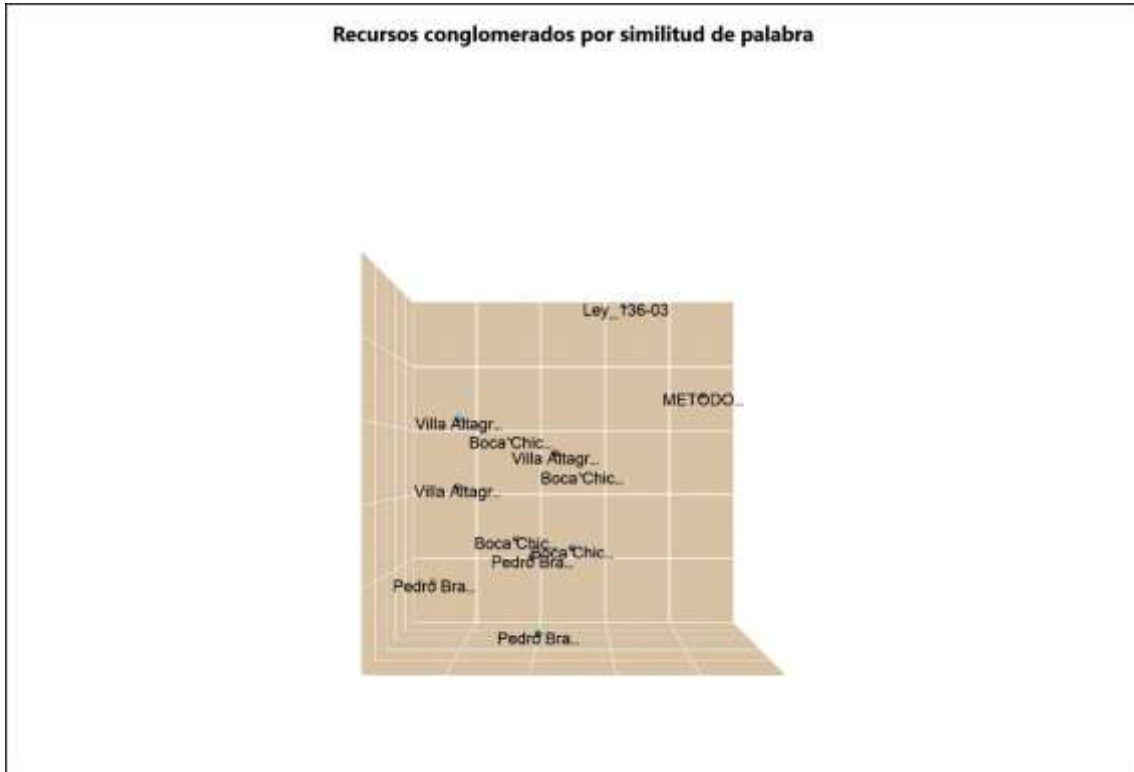 Recursos conglomerados por similitud de palabra
Ley_136-03
METODO..
Villa Altagr..
Boca Chic..
Villa Altagr..
Boca Chic..
Villa Altagr..
Boca Chic..
Boca Chic..
Pedro Bra..
Pedro Bra..
Pedro Bra..